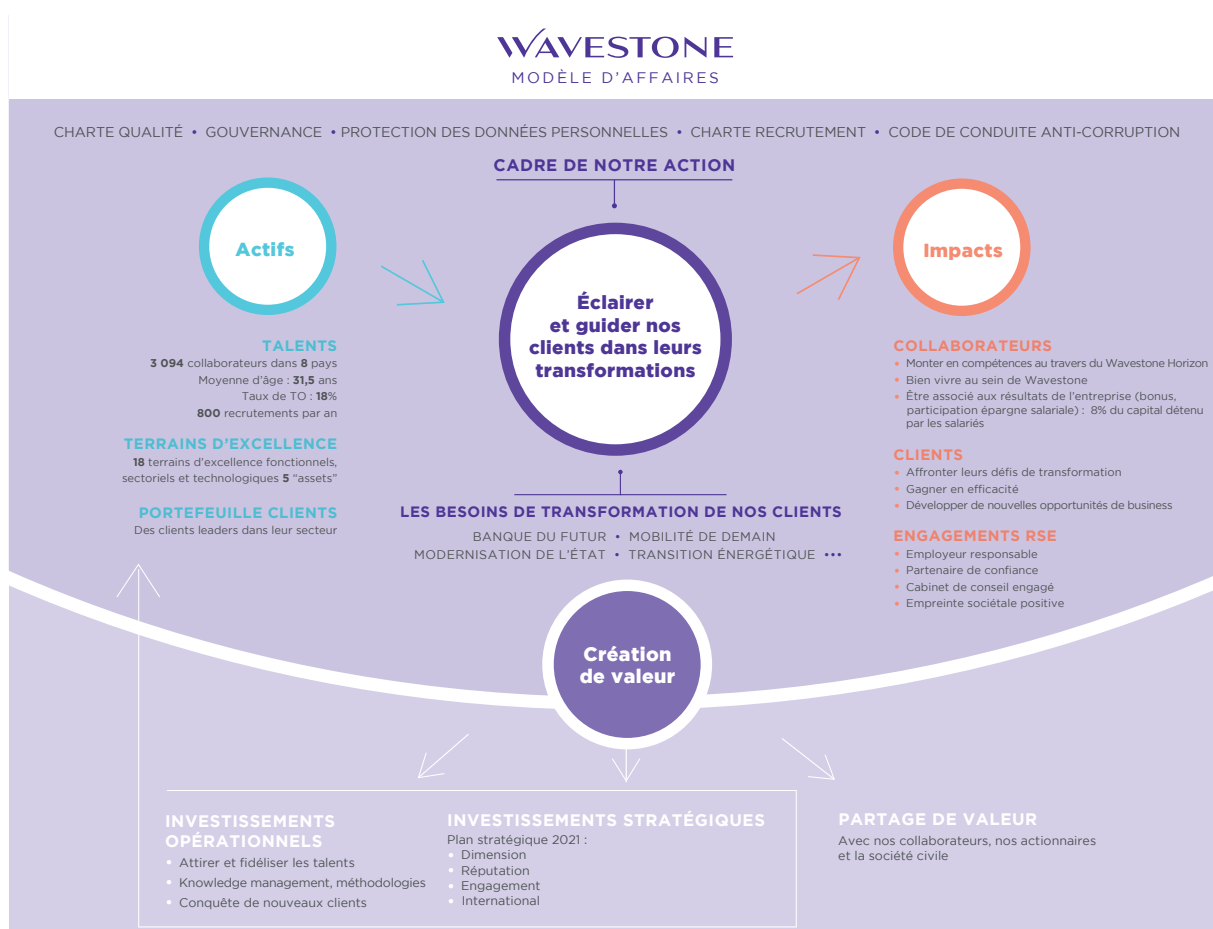 WAVESTONE
MODÈLE D'AFFAIRES
CHARTE QUALITÉ • GOUVERNANCE • PROTECTION DES DONNÉES PERSONNELLES • CHARTE RECRUTEMENT • CODE DE CONDUITE ANTI-CORRUPTION
CADRE DE NOTRE ACTION
Actifs
TALENTS
3 094 collaborateurs dans 8 pays
Moyenne d'âge : 31,5 ans
Taux de TO : 18%
800 recrutements par an
TERRAINS D'EXCELLENCE
18 terrains d'excellence fonctionnels,
sectoriels et technologiques 5 “assets”
PORTEFEUILLE CLIENTS
Des clients leaders dans leur secteur
Éclairer
et guider nos
clients dans leurs
transformations
LES BESOINS DE TRANSFORMATION DE NOS CLIENTS
BANQUE DU FUTUR • MOBILITÉ DE DEMAIN
MODERNISATION DE L'ÉTAT • TRANSITION ÉNERGÉTIQUE •••
Impacts
COLLABORATEURS
• Monter en compétences au travers du Wavestone Horizon
• Bien vivre au sein de Wavestone
• Être associé aux résultats de l'entreprise (bonus,
participation épargne salariale) : 8% du capital détenu
par les salariés
CLIENTS
• Affronter leurs défis de transformation
• Gagner en efficacité
• Développer de nouvelles opportunités de business
ENGAGEMENTS RSE
• Employeur responsable
• Partenaire de confiance
• Cabinet de conseil engagé
• Empreinte sociétale positive
Création
de valeur
INVESTISSEMENTS
OPÉRATIONNELS
• Attirer et fidéliser les talents
• Knowledge management, méthodologies
• Conquête de nouveaux clients
INVESTISSEMENTS STRATÉGIQUES
Plan stratégique 2021 :
• Dimension
• Réputation
• Engagement
• International
PARTAGE DE VALEUR
Avec nos collaborateurs, nos actionnaires
et la société civile